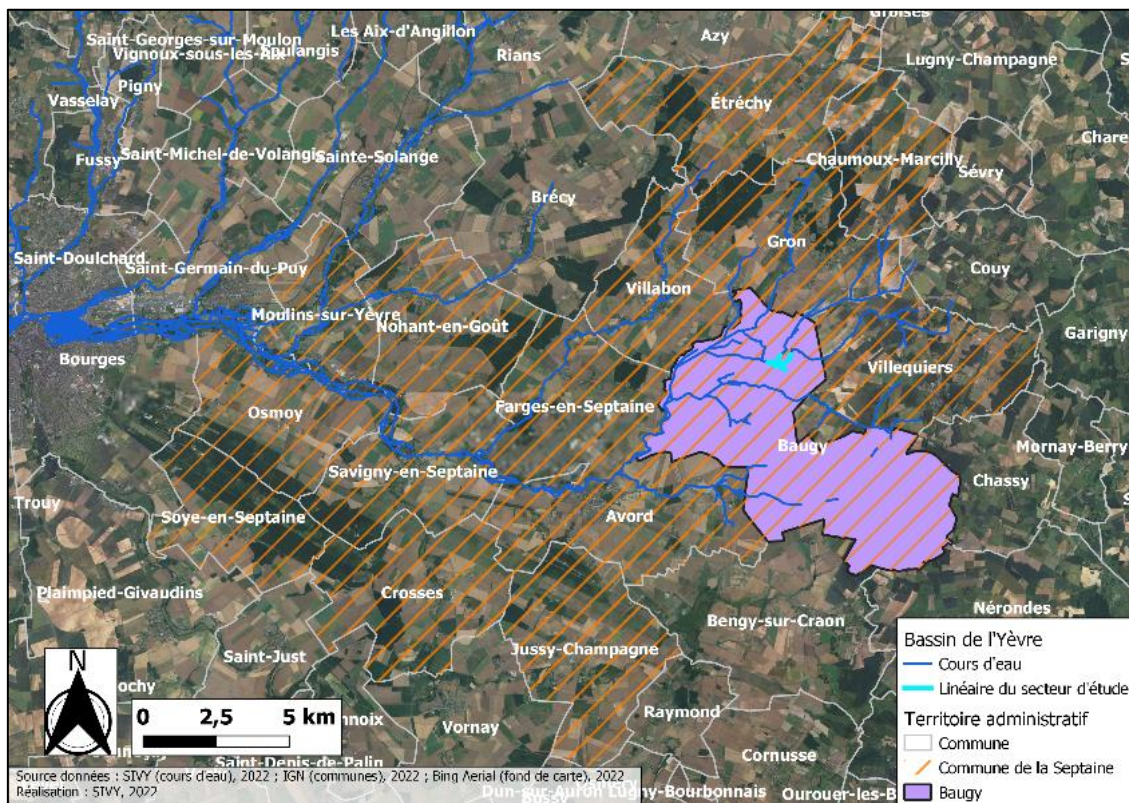 Groises
Saint-Georges-sur-Moulon
Les Aix-d'Angillon
Azy
Vignoux-sous-les-Aix
Soulangis
Rians
Lugny-Champagne
Pigny
Vasselay
Étréchy
Fussy
Saint-Michel-de-Volangis
Sainte-Solange
Chaumoux-Marcilly
Sévry
Brécy
Gron
Saint-Doulchard
Saint-Germain-du-Puy
Couy
Villabon
Moulins-sur-Yèvre
Nohant-en-Goût
Garigny
Bourges
Villequiers
Osmoy
Farges-en-Septaine
Baugy
Mornay-Berry
Savigny-en-Septaine
Chassy
Trouy
Soye-en-Septaine
Avord
Plaimpied-Givaudins
Crosses
Nérondes
Bengy-sur-Craon
Saint-Just
Jussy-Champagne
Raymond
Vornay
Cornusse
Saint-Denis-de-Palin
Lugny-Bourbonnais
Ourouer-les-B
N
0 2,5 5 km
Bassin de l'Yèvre
Cours d'eau
Linéaire du secteur d'étude
Territoire administratif
Commune
Commune de la Septaine
Baugy
Source données : SIVY (cours d'eau), 2022 ; IGN (communes), 2022 ; Bing Aerial (fond de carte), 2022
Réalisation : SIVY, 2022